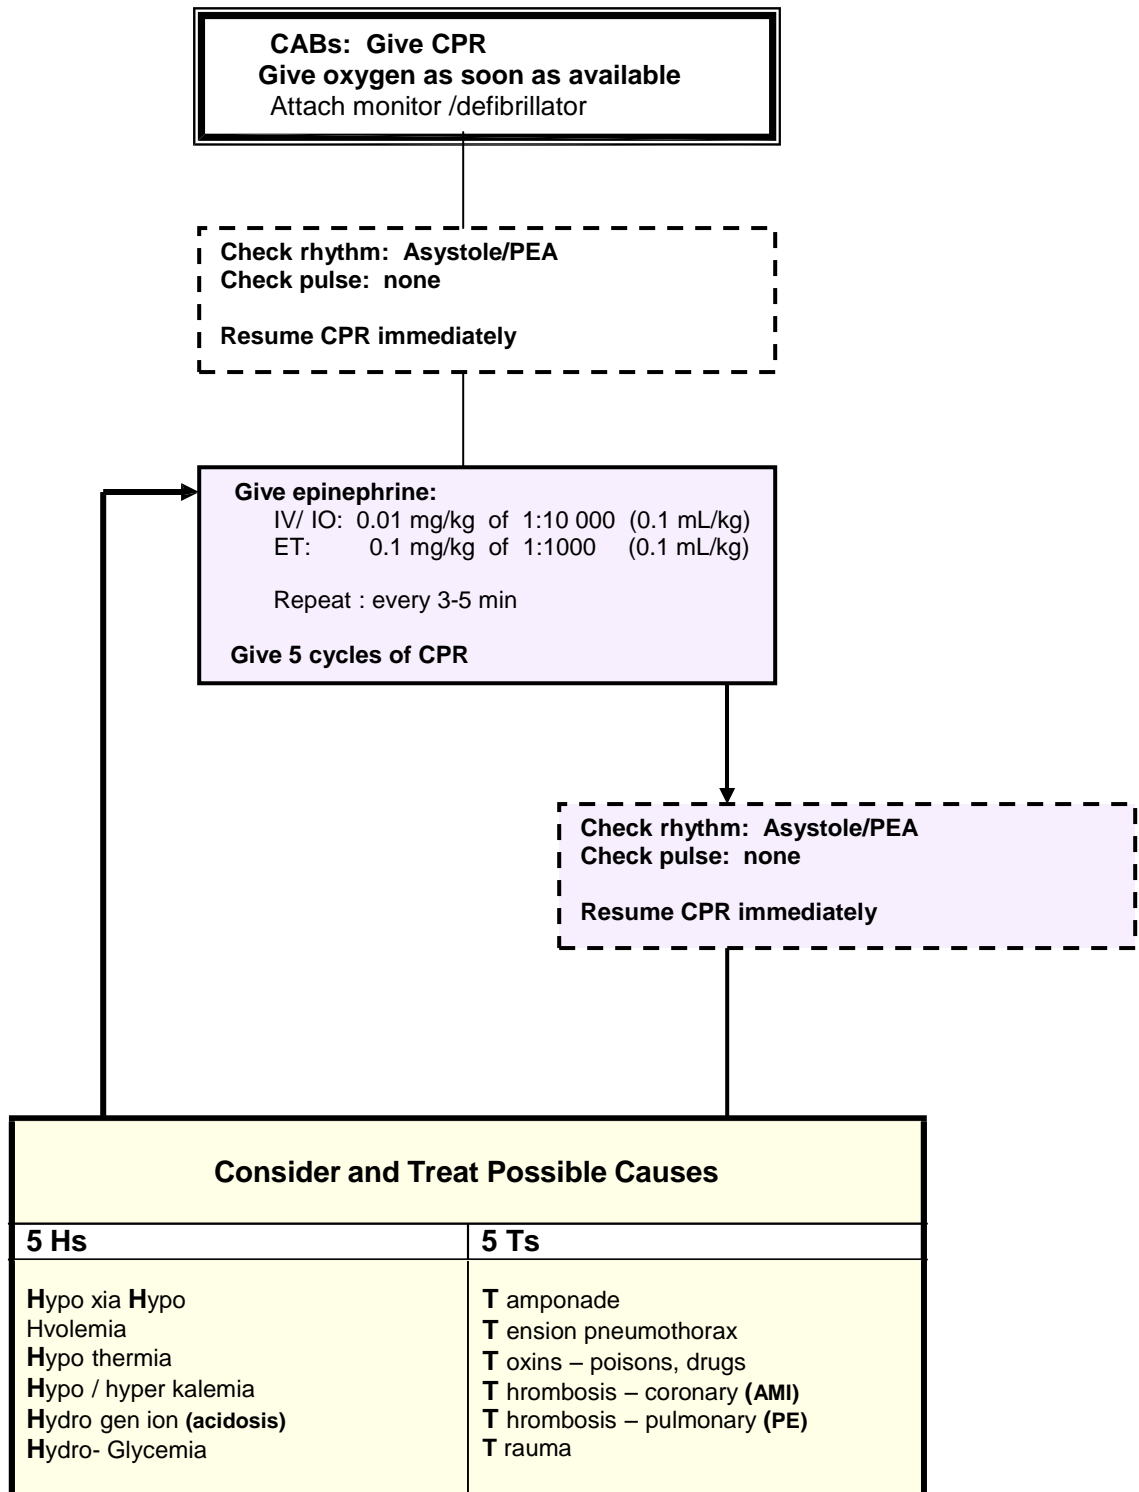 CABs: Give CPR
Give oxygen as soon as available
Attach monitor /defibrillator
Check rhythm: Asystole/PEA
Check pulse: none
Resume CPR immediately
Give epinephrine:
IV/ IO: 0.01 mg/kg of 1:10 000 (0.1 mL/kg)
ET: 0.1 mg/kg of 1:1000 (0.1 mL/kg)
Repeat : every 3-5 min
Give 5 cycles of CPR
Check rhythm: Asystole/PEA
Check pulse: none
Resume CPR immediately
Consider and Treat Possible Causes
5 Hs
Hypo xia Hypo
Hvolemia
Hypo thermia
Hypo / hyper kalemia
Hydro gen ion (acidosis)
Hydro- Glycemia
5 Ts
T amponade
T ension pneumothorax
T oxins – poisons, drugs
T hrombosis – coronary (AMI)
T hrombosis – pulmonary (PE)
T rauma